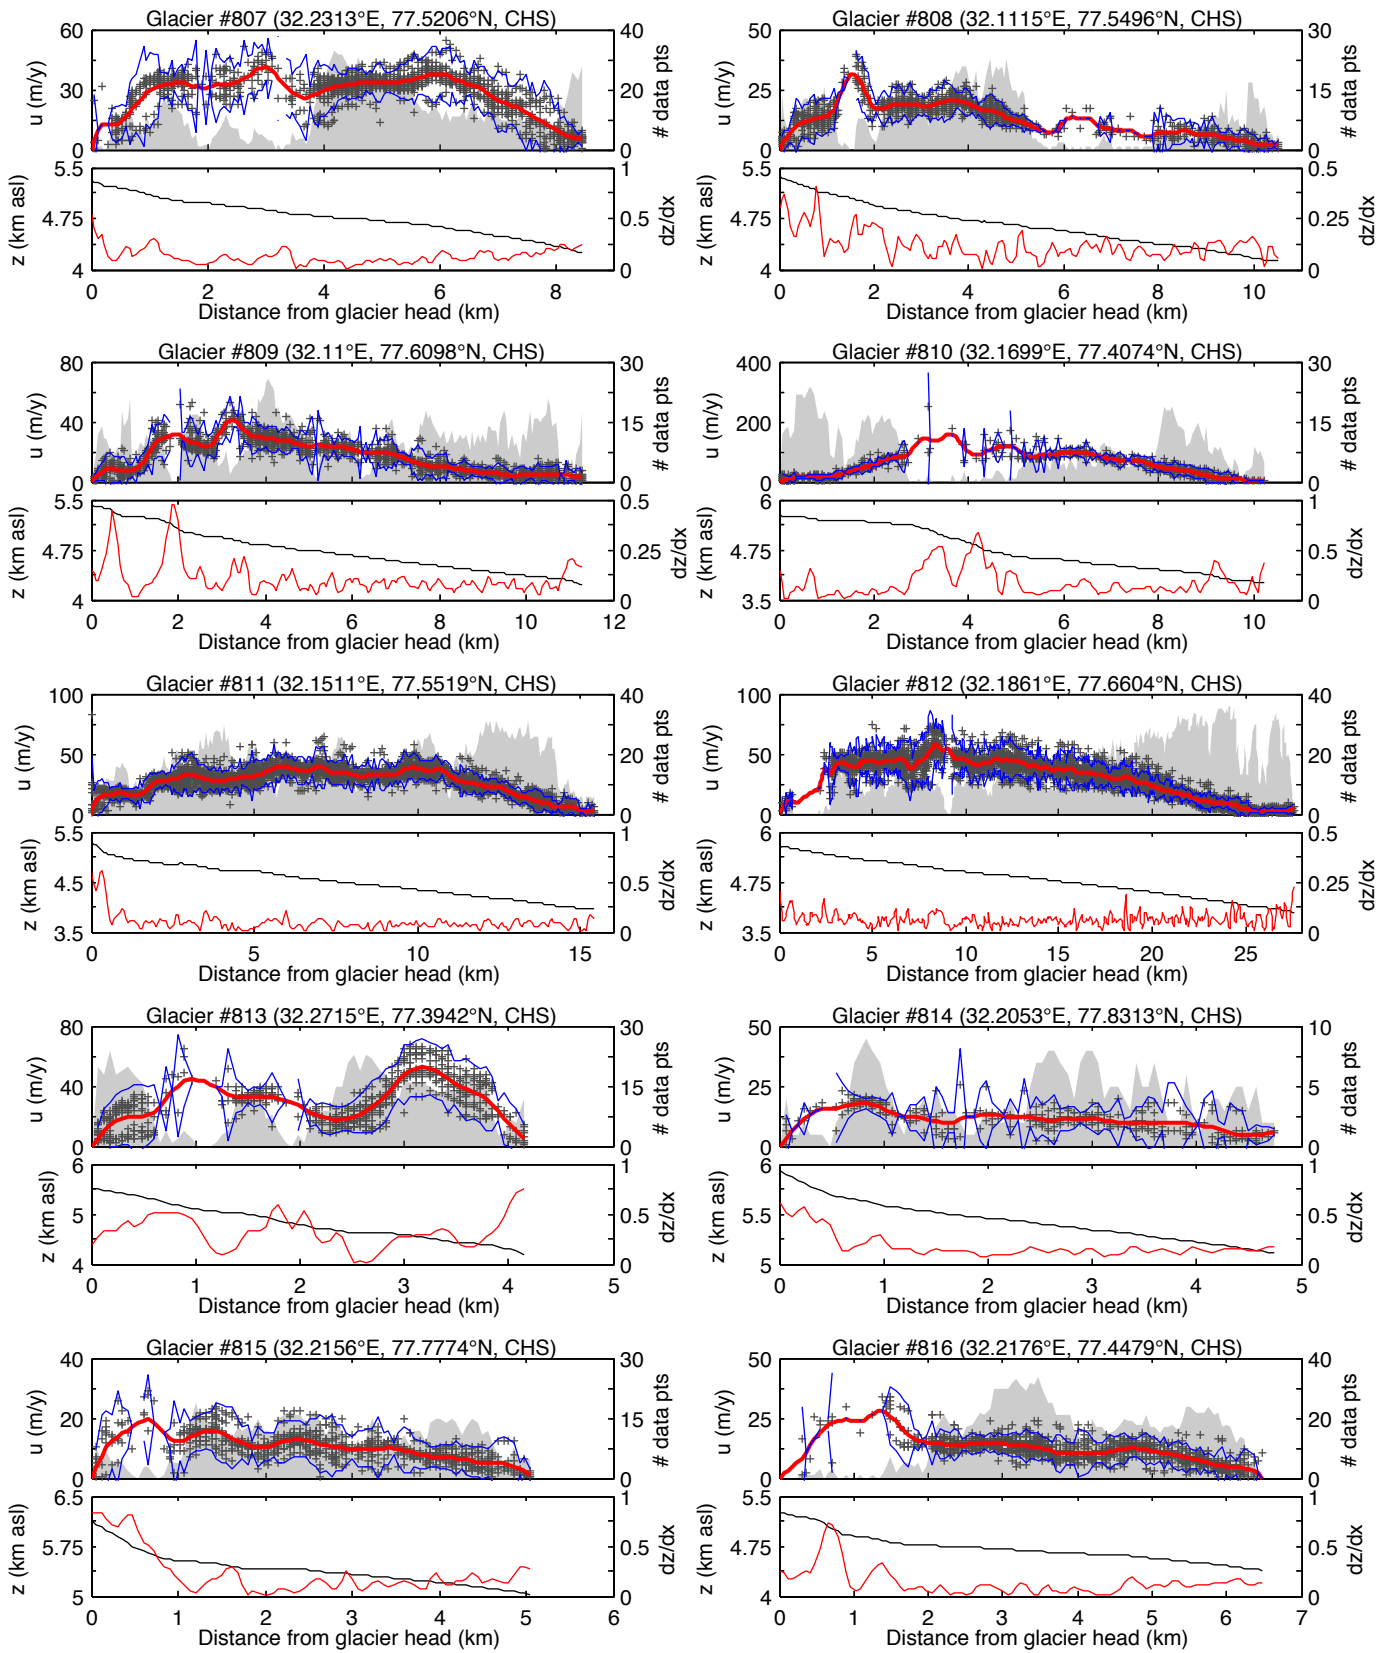 Glacier #807 (32.2313°E, 77.5206°N, CHS)
60
30
0
u (m/y)
40
20
0
# data pts
5.5
4.75
4
z (km asl)
1
0.5
0
dz/dx
0 2 4 6 8
Distance from glacier head (km)
Glacier #808 (32.1115°E, 77.5496°N, CHS)
50
25
0
u (m/y)
30
15
0
# data pts
5.5
4.75
4
z (km asl)
0.5
0.25
0
dz/dx
0 2 4 6 8 10
Distance from glacier head (km)
Glacier #809 (32.11°E, 77.6098°N, CHS)
80
40
0
u (m/y)
30
15
0
# data pts
5.5
4.75
4
z (km asl)
0.5
0.25
0
dz/dx
0 2 4 6 8 10 12
Distance from glacier head (km)
Glacier #810 (32.1699°E, 77.4074°N, CHS)
400
200
0
u (m/y)
30
15
0
# data pts
6
4.75
3.5
z (km asl)
1
0.5
0
dz/dx
0 2 4 6 8 10
Distance from glacier head (km)
Glacier #811 (32.1511°E, 77.5519°N, CHS)
100
50
0
u (m/y)
40
20
0
# data pts
5.5
4.5
3.5
z (km asl)
1
0.5
0
dz/dx
0 5 10 15
Distance from glacier head (km)
Glacier #812 (32.1861°E, 77.6604°N, CHS)
100
50
0
u (m/y)
40
20
0
# data pts
6
4.75
3.5
z (km asl)
0.5
0.25
0
dz/dx
0 5 10 15 20 25
Distance from glacier head (km)
Glacier #813 (32.2715°E, 77.3942°N, CHS)
80
40
0
u (m/y)
30
15
0
# data pts
6
5
4
z (km asl)
1
0.5
0
dz/dx
0 1 2 3 4 5
Distance from glacier head (km)
Glacier #814 (32.2053°E, 77.8313°N, CHS)
50
25
0
u (m/y)
10
5
0
# data pts
6
5.5
5
z (km asl)
1
0.5
0
dz/dx
0 1 2 3 4 5
Distance from glacier head (km)
Glacier #815 (32.2156°E, 77.7774°N, CHS)
40
20
0
u (m/y)
30
15
0
# data pts
6.5
5.75
5
z (km asl)
1
0.5
0
dz/dx
0 1 2 3 4 5 6
Distance from glacier head (km)
Glacier #816 (32.2176°E, 77.4479°N, CHS)
50
25
0
u (m/y)
40
20
0
# data pts
5.5
4.75
4
z (km asl)
1
0.5
0
dz/dx
0 1 2 3 4 5 6 7
Distance from glacier head (km)